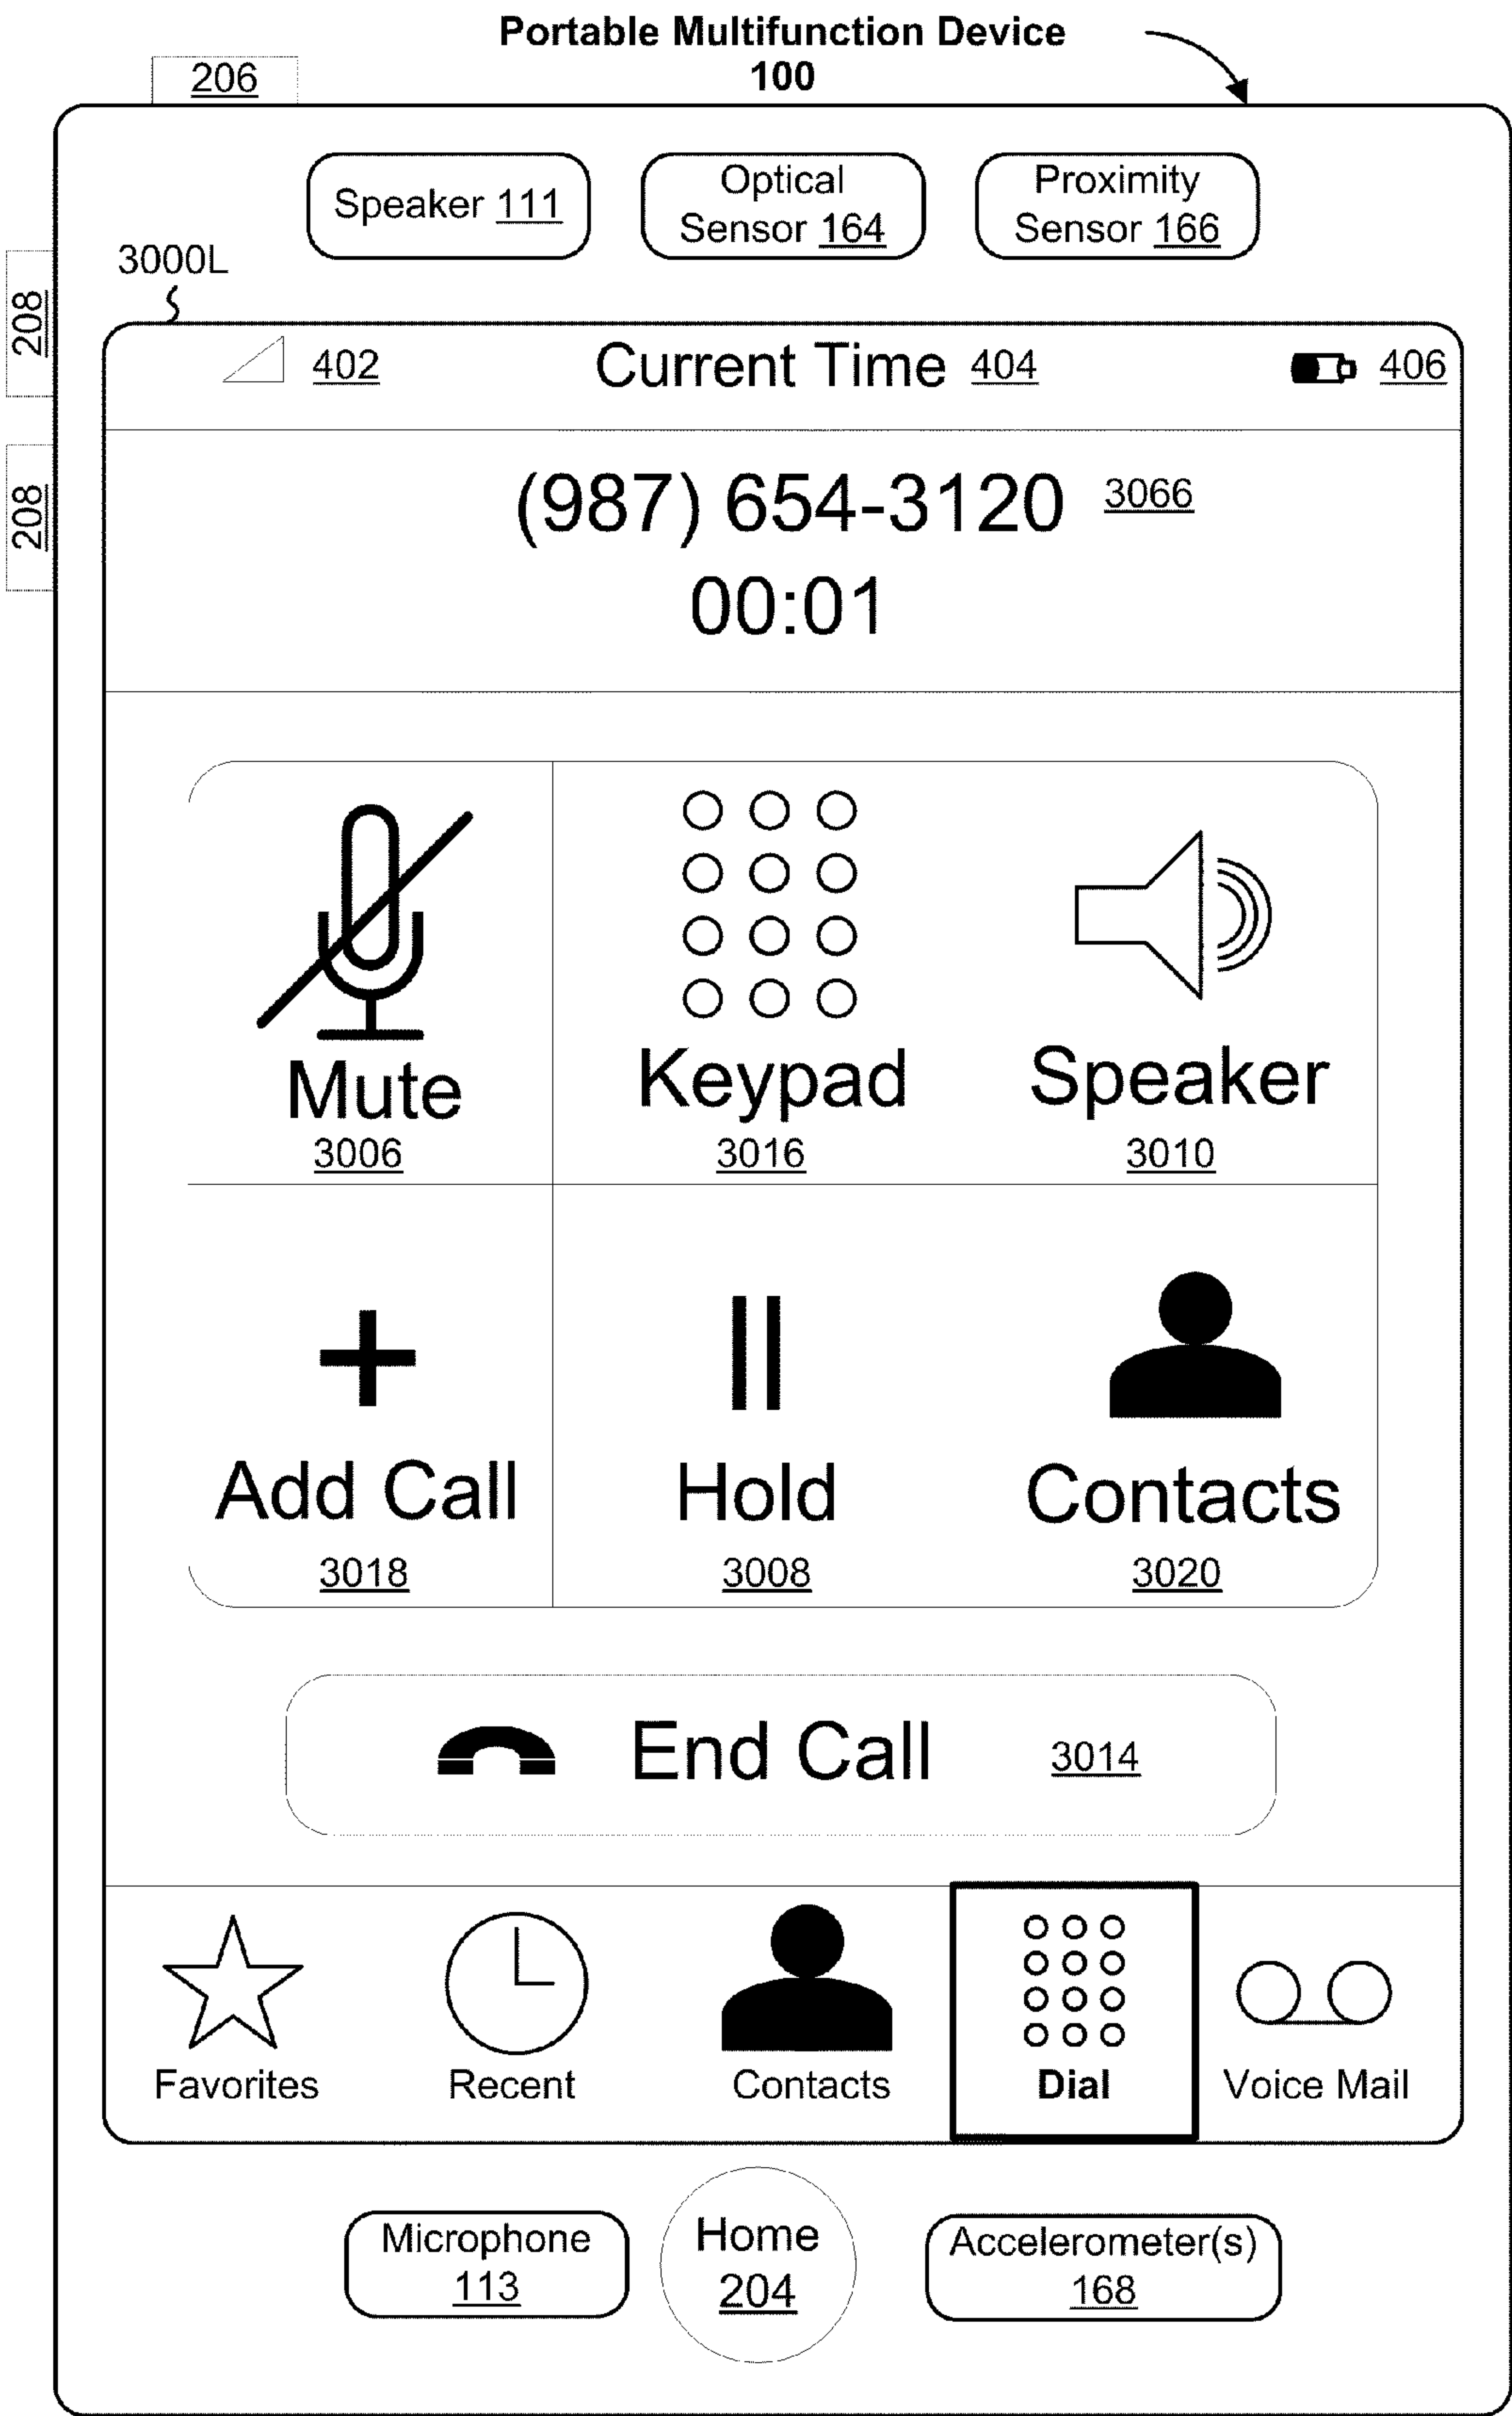 Portable Multifunction Device
100
206
Speaker 111
Optical
Sensor 164
Proximity
Sensor 166
3000L
208
208
402
Current Time 404
406
(987) 654-3120 3066
00:01
Mute
3006
Keypad
3016
Speaker
3010
Add Call
3018
Hold
3008
Contacts
3020
End Call 3014
Favorites
Recent
Contacts
Dial
Voice Mail
Microphone
113
Home
204
Accelerometer(s)
168